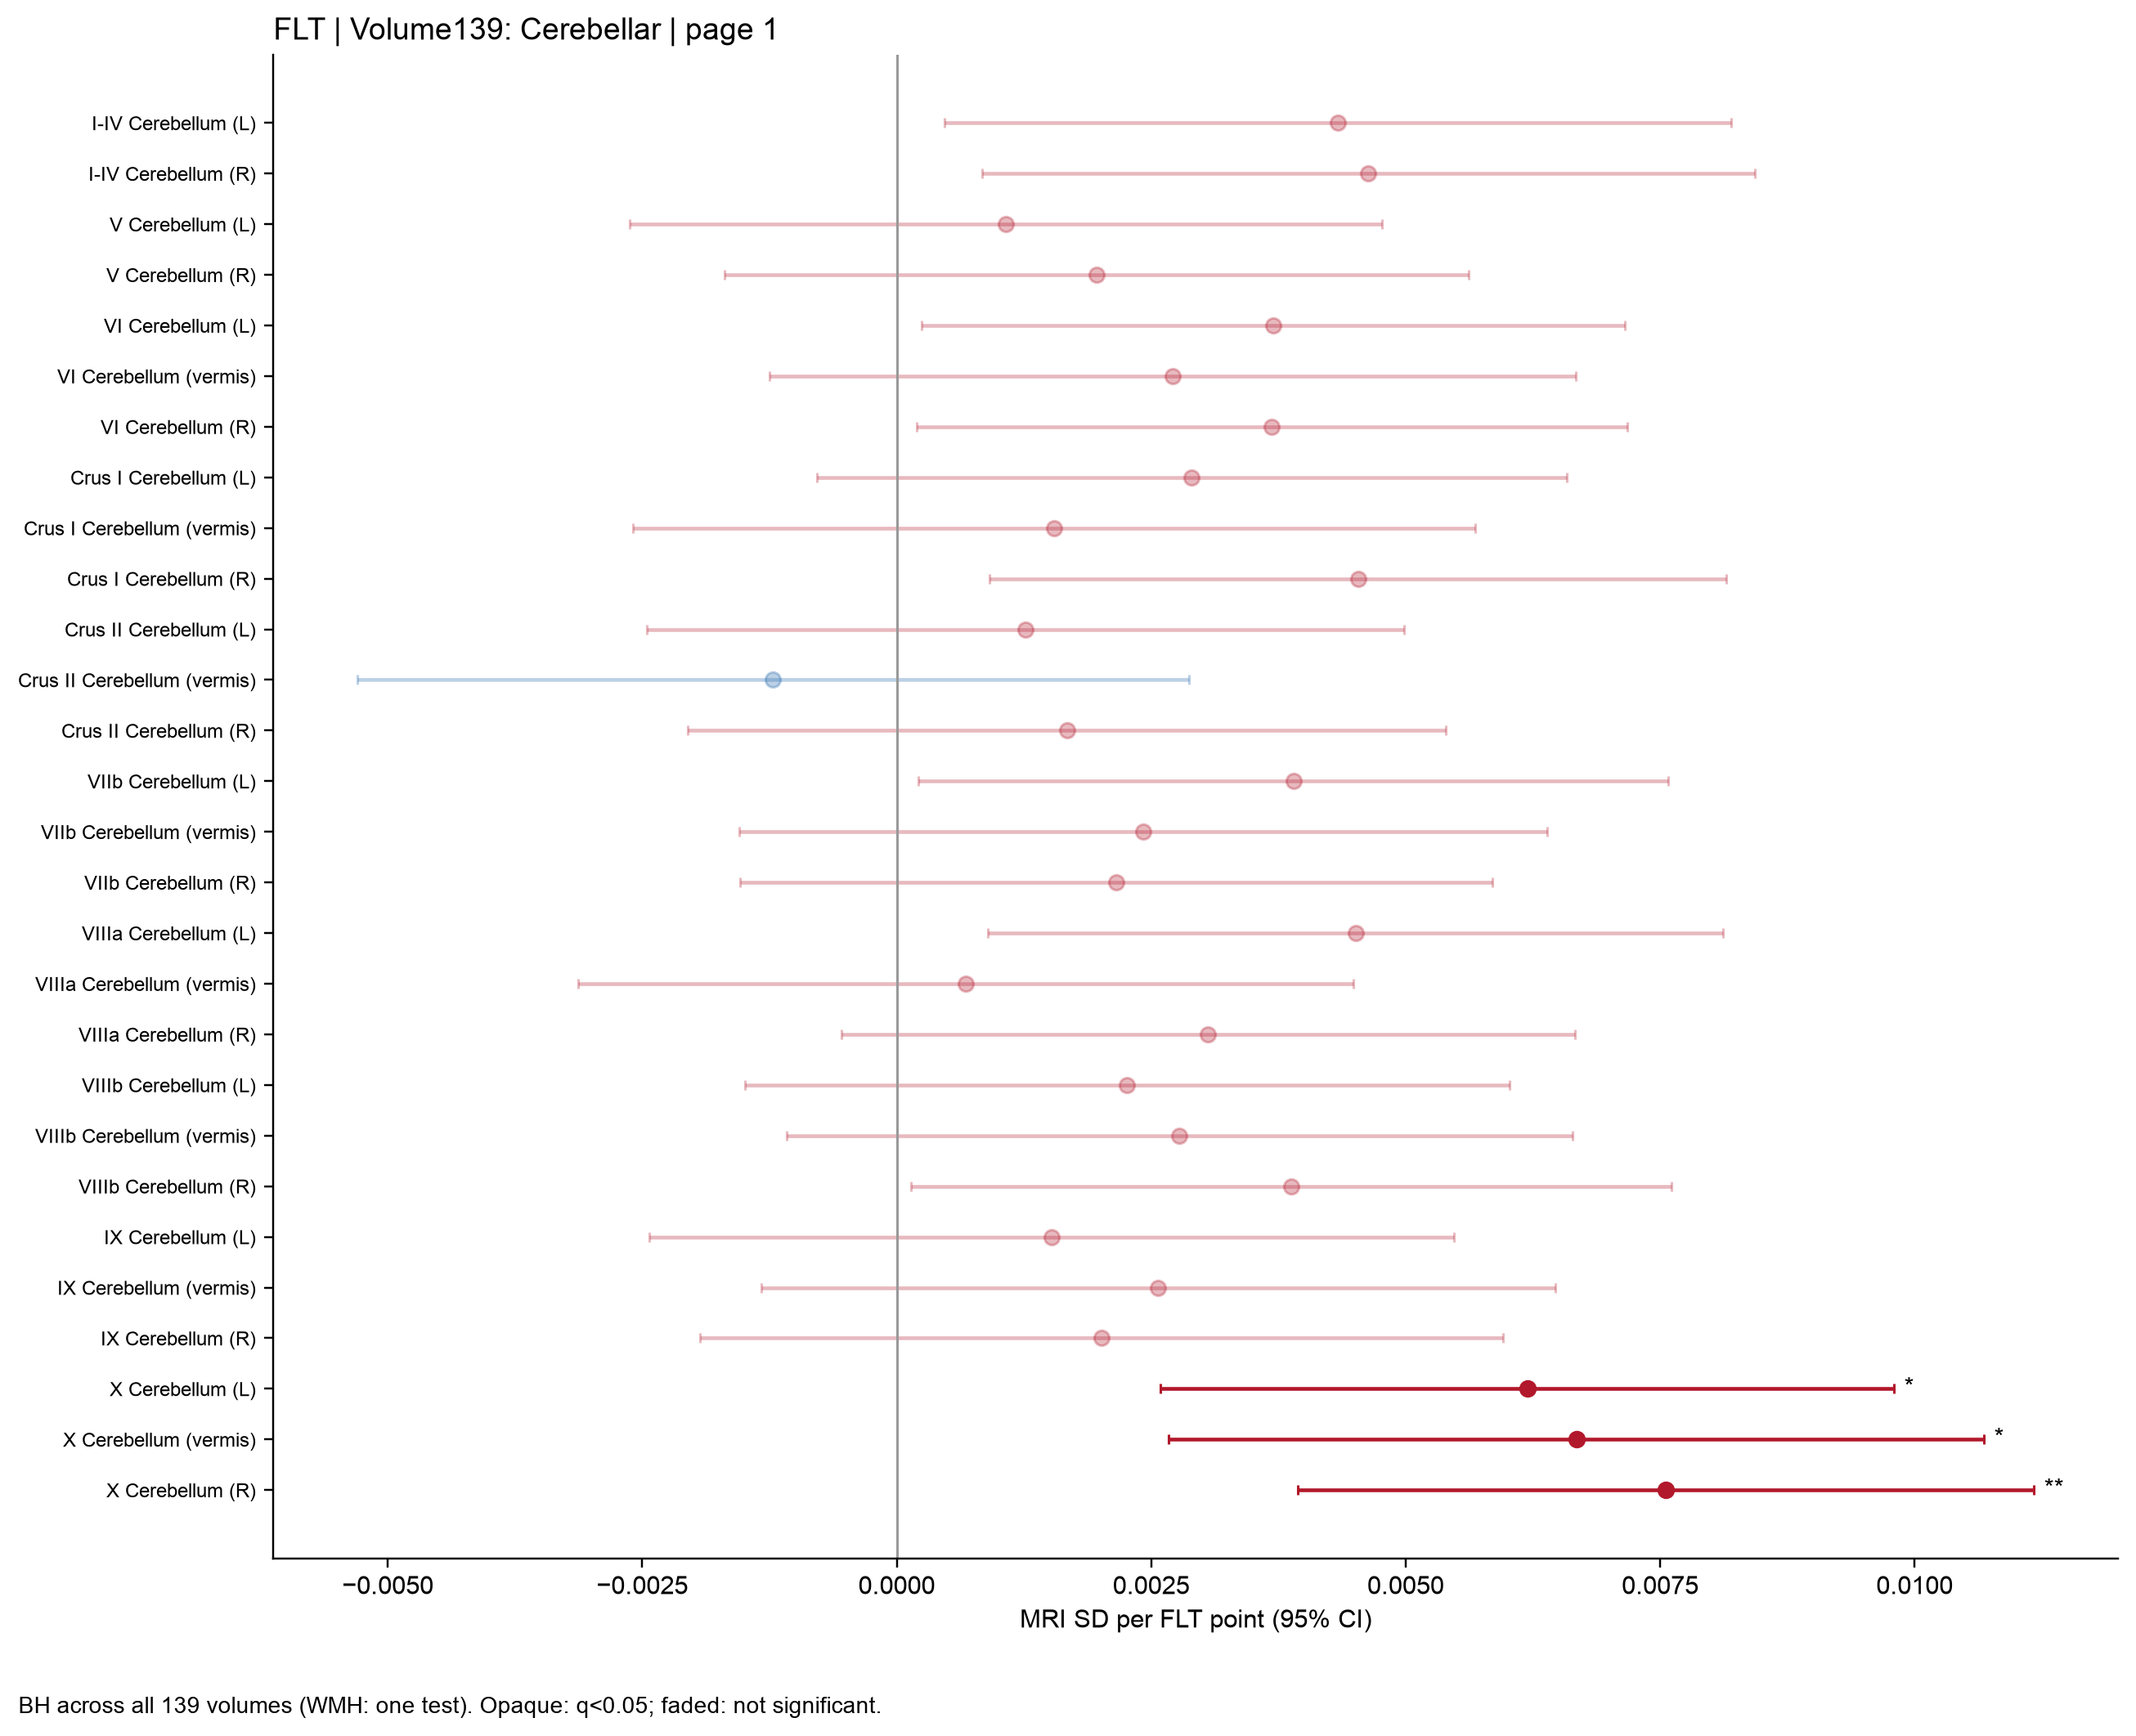 FLT | Volume139: Cerebellar | page 1
I-IV Cerebellum (L)
I-IV Cerebellum (R)
V Cerebellum (L)
V Cerebellum (R)
VI Cerebellum (L)
VI Cerebellum (vermis)
VI Cerebellum (R)
Crus I Cerebellum (L)
Crus I Cerebellum (vermis)
Crus I Cerebellum (R)
Crus II Cerebellum (L)
Crus II Cerebellum (vermis)
Crus II Cerebellum (R)
VIIb Cerebellum (L)
VIIb Cerebellum (vermis)
VIIb Cerebellum (R)
VIIIa Cerebellum (L)
VIIIa Cerebellum (vermis)
VIIIa Cerebellum (R)
VIIIb Cerebellum (L)
VIIIb Cerebellum (vermis)
VIIIb Cerebellum (R)
IX Cerebellum (L)
IX Cerebellum (vermis)
IX Cerebellum (R)
X Cerebellum (L) *
X Cerebellum (vermis) *
X Cerebellum (R) **
−0.0050 −0.0025 0.0000 0.0025 0.0050 0.0075 0.0100
MRI SD per FLT point (95% CI)
BH across all 139 volumes (WMH: one test). Opaque: q<0.05; faded: not significant.